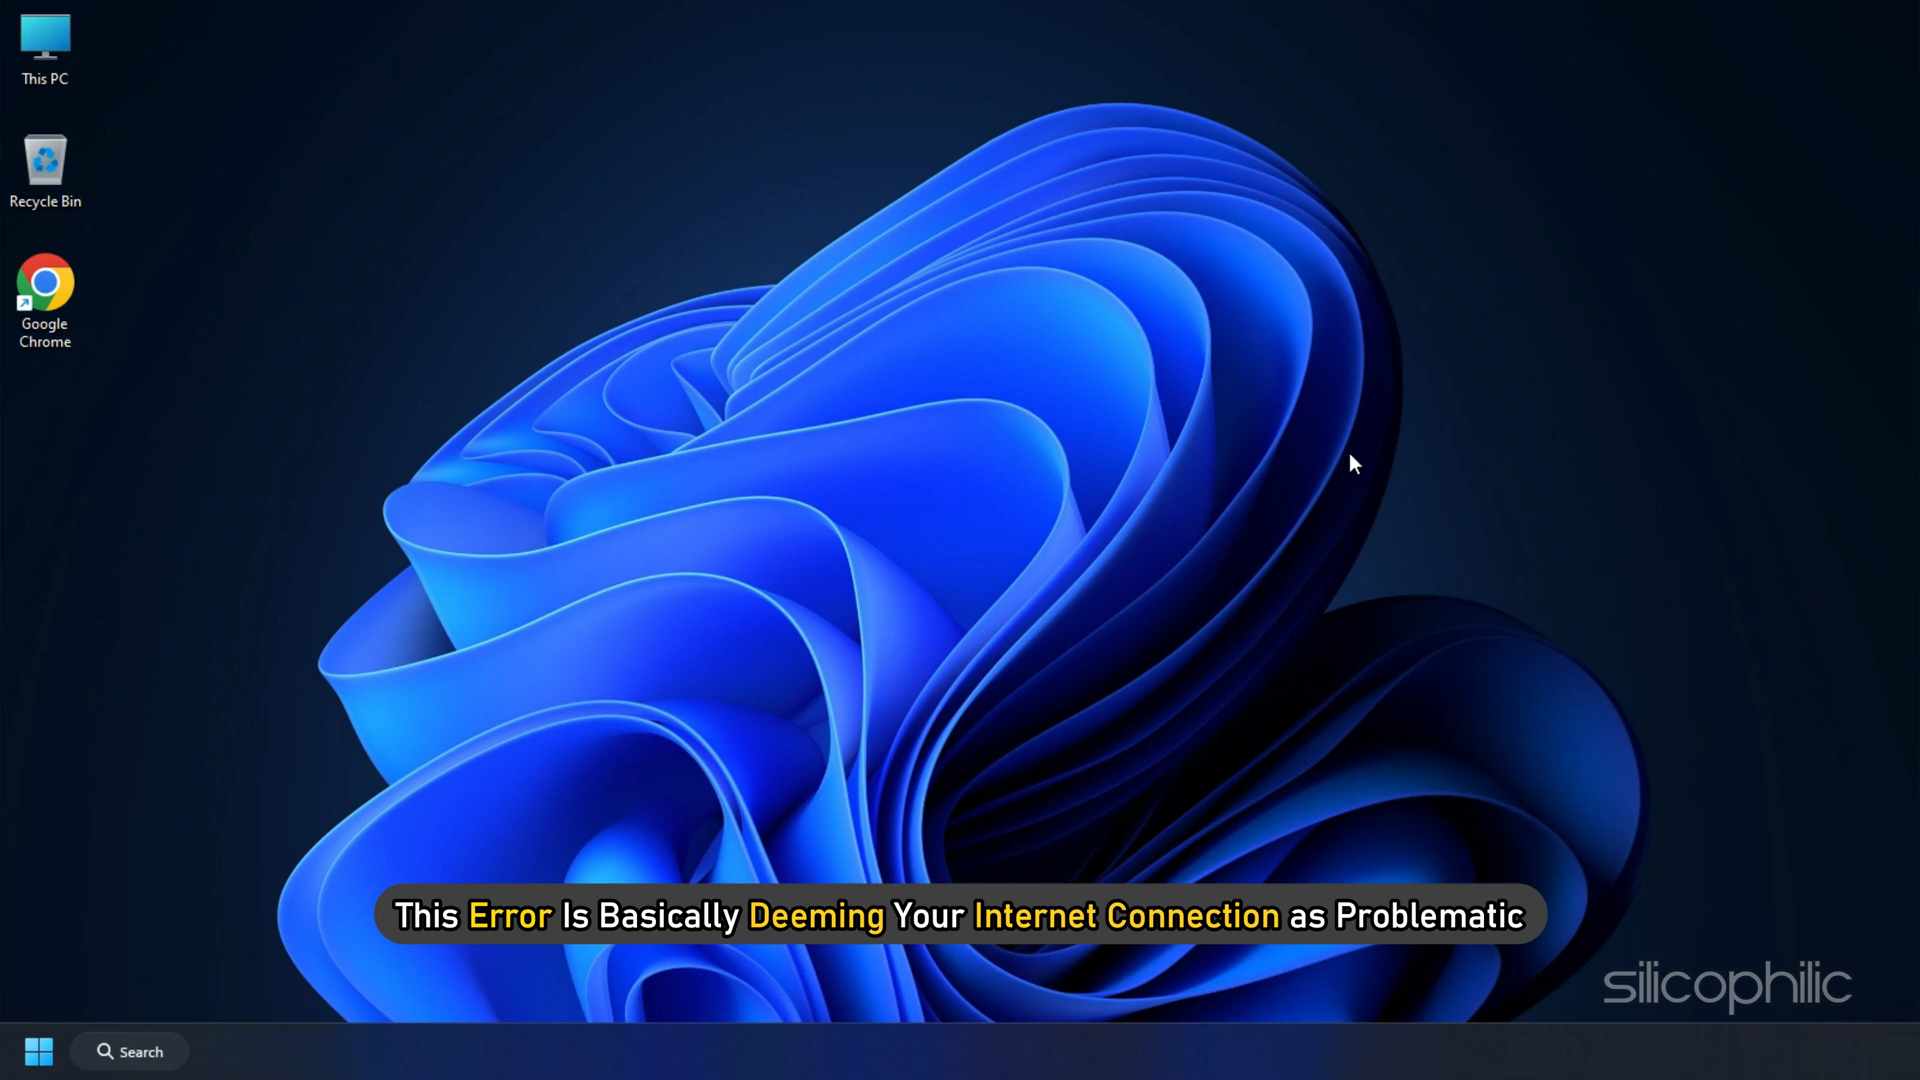 This PC
Recycle Bin
Google
Chrome
This Error Is Basically Deeming Your Internet Connection as Problematic
silicophilic
Search